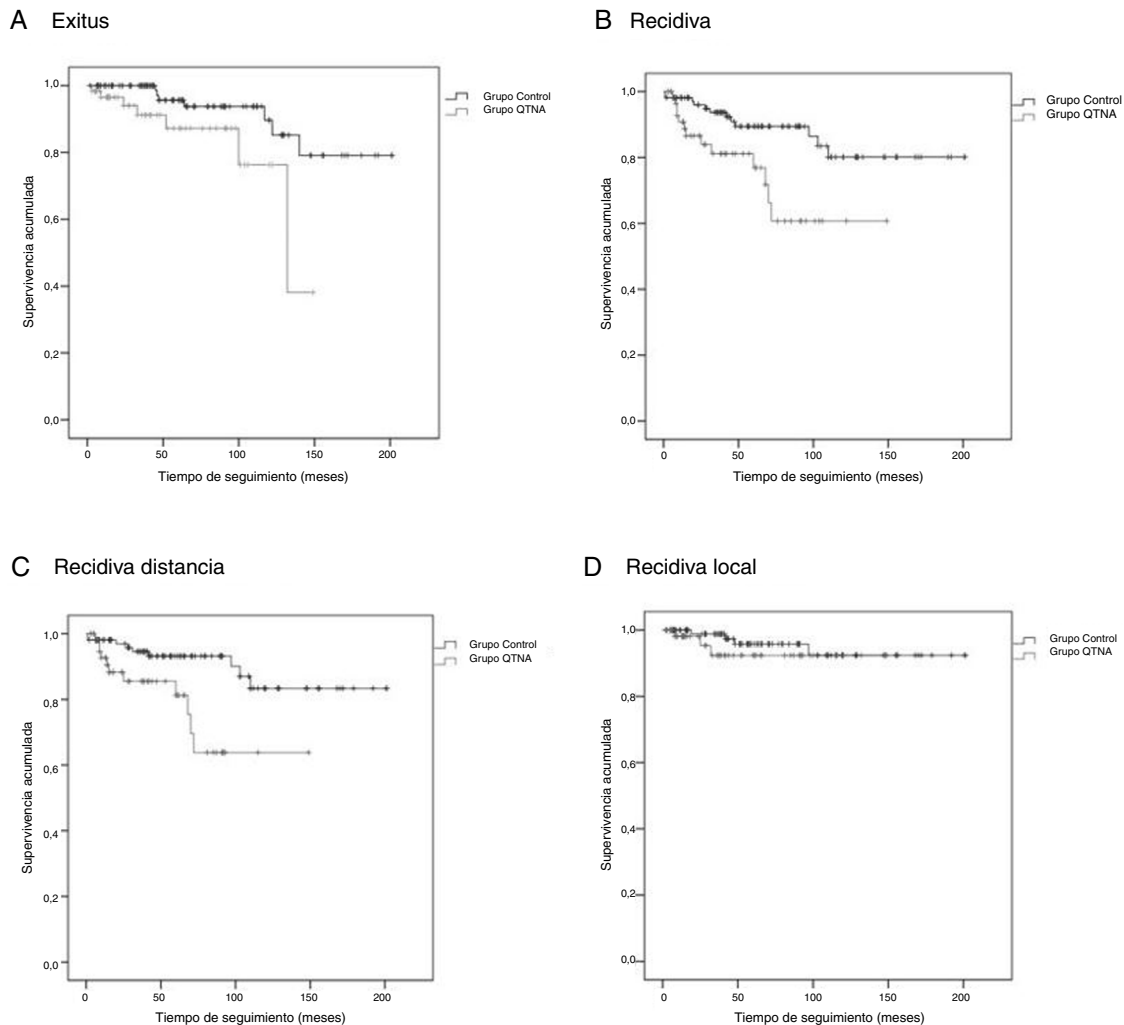 A Exitus
Supervivencia acumulada
1,0
0,8
0,6
0,4
0,2
0,0
0 50 100 150 200
Tiempo de seguimiento (meses)
Grupo Control
Grupo QTNA
B Recidiva
Supervivencia acumulada
1,0
0,8
0,6
0,4
0,2
0,0
0 50 100 150 200
Tiempo de seguimiento (meses)
Grupo Control
Grupo QTNA
C Recidiva distancia
Supervivencia acumulada
1,0
0,8
0,6
0,4
0,2
0,0
0 50 100 150 200
Tiempo de seguimiento (meses)
Grupo Control
Grupo QTNA
D Recidiva local
Supervivencia acumulada
1,0
0,8
0,6
0,4
0,2
0,0
0 50 100 150 200
Tiempo de seguimiento (meses)
Grupo Control
Grupo QTNA